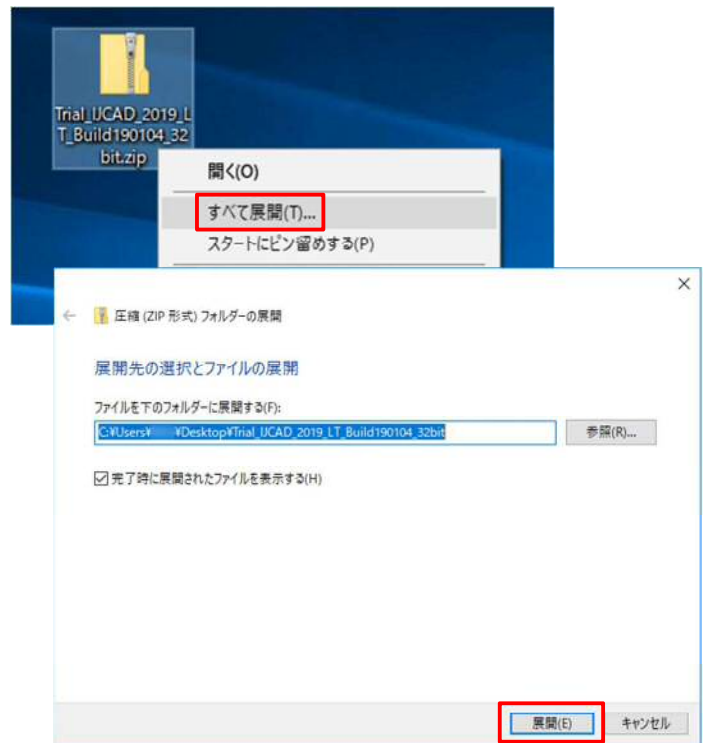 Trial_IJCAD_2019_L
T_Build190104_32
bit.zip
開く(O)
すべて展開(T)...
スタートにピン留めする(P)
圧縮 (ZIP 形式) フォルダーの展開
展開先の選択とファイルの展開
ファイルを下のフォルダーに展開する(F):
C:¥Users¥ ¥Desktop¥Trial_IJCAD_2019_LT_Build190104_32bit
参照(R)...
完了時に展開されたファイルを表示する(H)
展開(E)
キャンセル